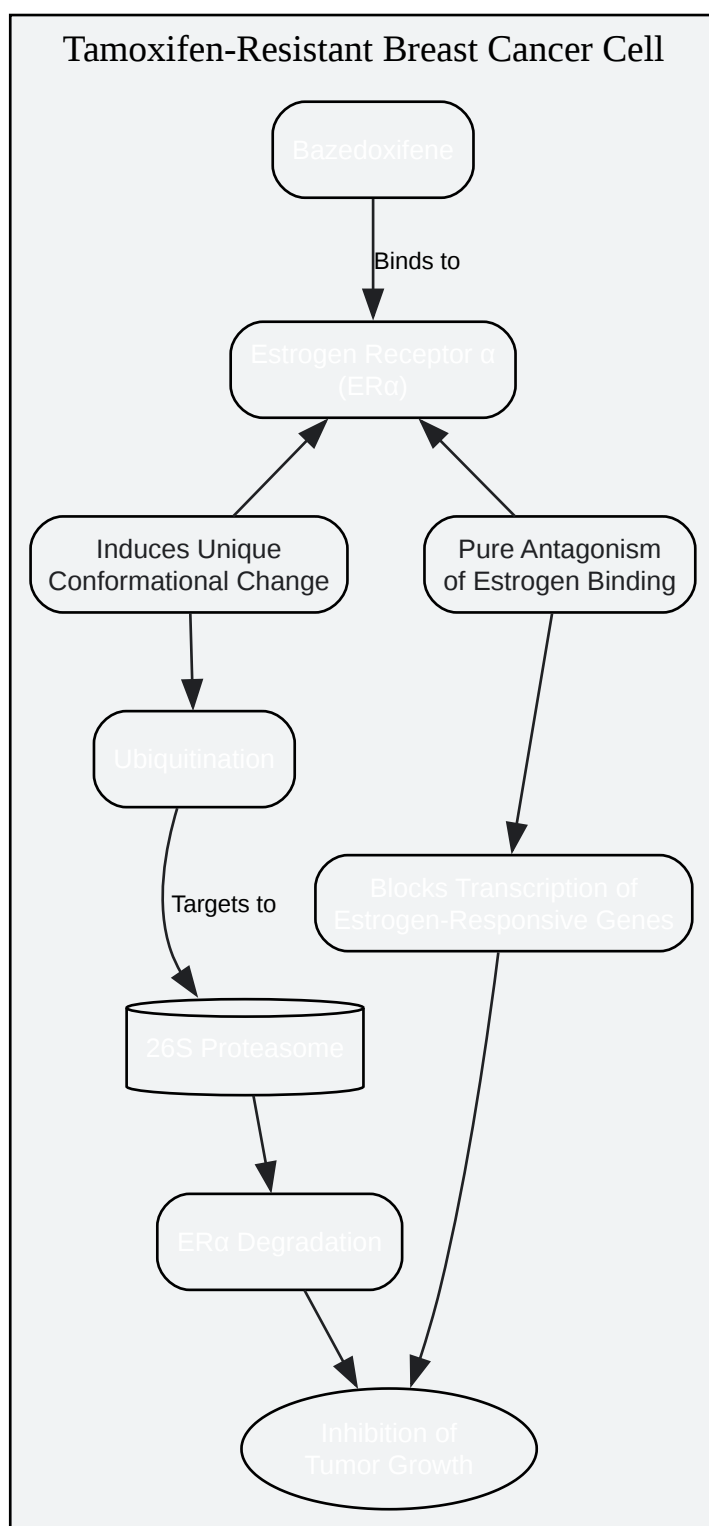 Tamoxifen-Resistant Breast Cancer Cell
Bazedoxifene
Binds to
Estrogen Receptor α
(ERα)
Induces Unique
Conformational Change
Pure Antagonism
of Estrogen Binding
Ubiquitination
Blocks Transcription of
Estrogen-Responsive Genes
Targets to
26S Proteasome
ERα Degradation
Inhibition of
Tumor Growth